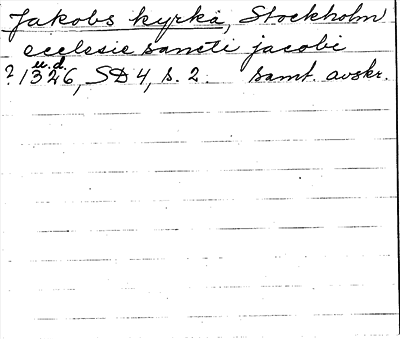 Jakobs kyrka, Stockholm
ecclesie sancti jacobi
u.d.
? 1326, SD 4, s. 2. samt. avskr.